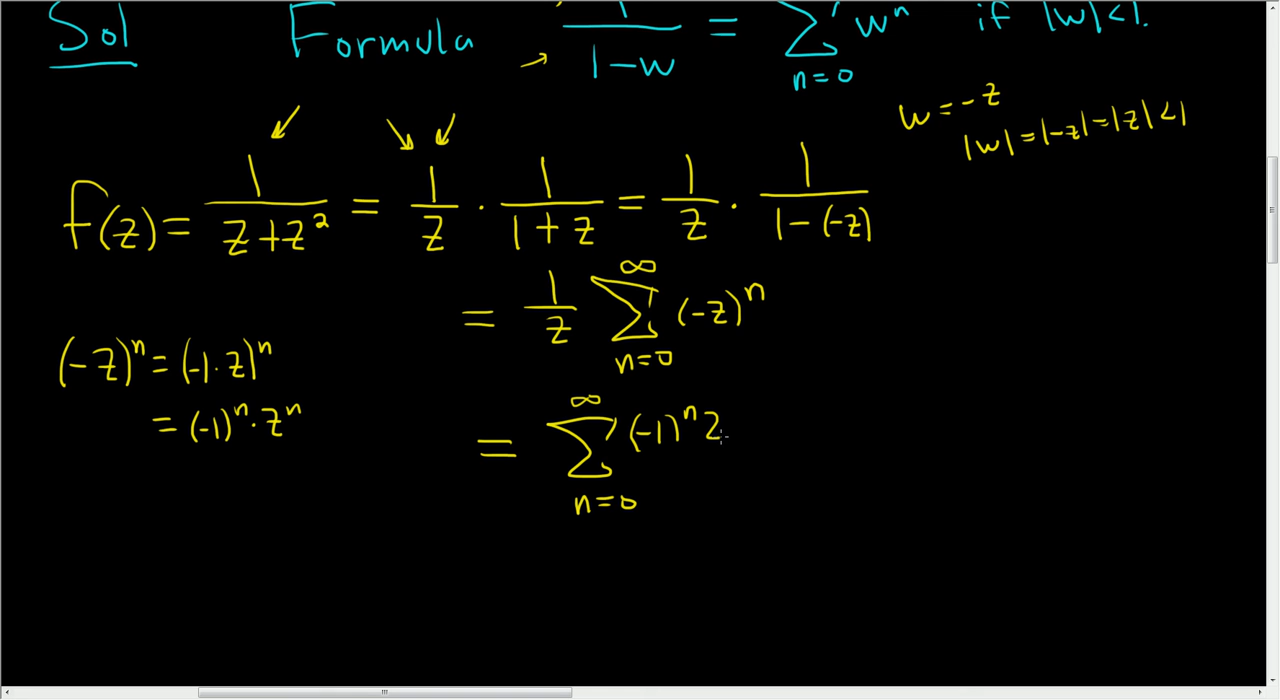 Sol Formula 1/(1-w) = ∑_{n=0} w^n if |w|<1.
w = -z
|w| = |-z| = |z| < 1
f(z) = 1/(z+z^2) = 1/z · 1/(1+z) = 1/z · 1/(1-(-z))
= 1/z ∑_{n=0}^{∞} (-z)^n
(-z)^n = (-1·z)^n
= (-1)^n · z^n
= ∑_{n=0}^{∞} (-1)^n z